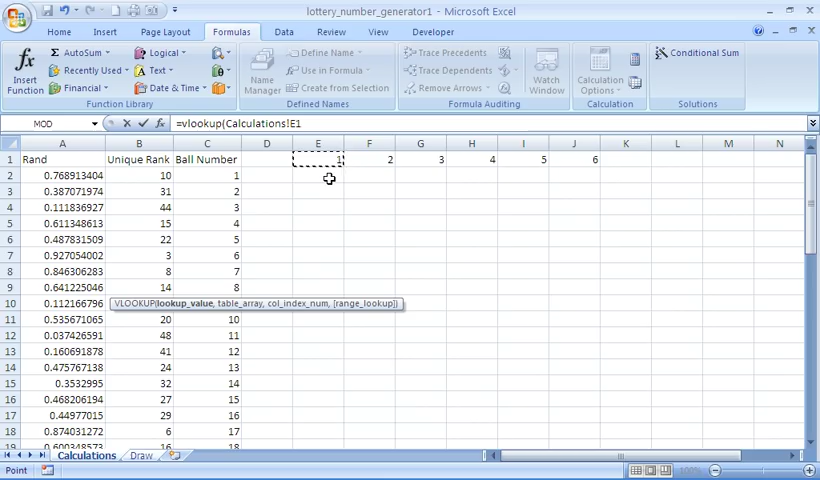 lottery_number_generator1 - Microsoft Excel
Home Insert Page Layout Formulas Data Review View Developer
fx Insert Function
Σ AutoSum
Recently Used
Financial
Logical
Text
Date & Time
Function Library
Name Manager
Define Name
Use in Formula
Create from Selection
Defined Names
Trace Precedents
Trace Dependents
Remove Arrows
Watch Window
Formula Auditing
Calculation Options
Calculation
Conditional Sum
Solutions
MOD fx =vlookup(Calculations!E1
A B C D E F G H I J K L M N
1 Rand Unique Rank Ball Number 1 2 3 4 5 6
2 0.768913404 10 1
3 0.387071974 31 2
4 0.111836927 44 3
5 0.611348613 15 4
6 0.487831509 22 5
7 0.927054002 3 6
8 0.846306283 8 7
9 0.641225046 14 8
10 0.112166796 VLOOKUP(lookup_value, table_array, col_index_num, [range_lookup])
11 0.535671065 20 10
12 0.037426591 48 11
13 0.160691878 41 12
14 0.475767138 24 13
15 0.3532995 32 14
16 0.468206194 27 15
17 0.44977015 29 16
18 0.874031272 6 17
19 0.600348573 16 18
Calculations Draw
Point 100%